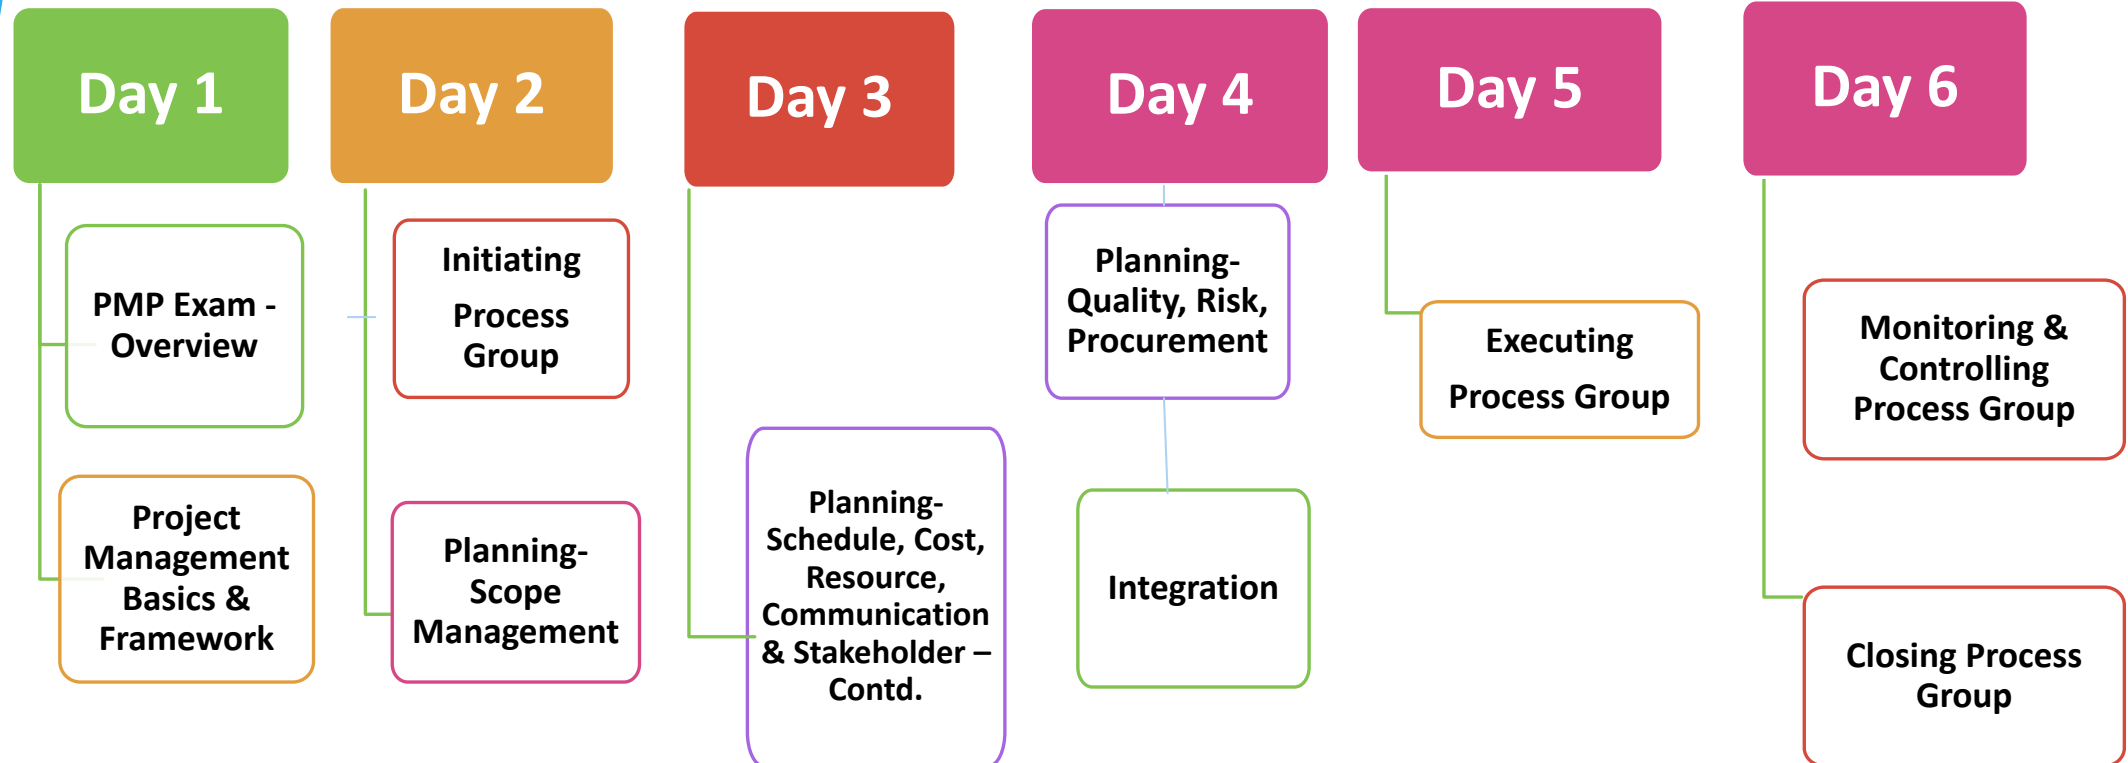 Day 1
PMP Exam -
Overview
Project
Management
Basics &
Framework
Day 2
Initiating
Process
Group
Planning-
Scope
Management
Day 3
Planning-
Schedule, Cost,
Resource,
Communication
& Stakeholder –
Contd.
Day 4
Planning-
Quality, Risk,
Procurement
Integration
Day 5
Executing
Process Group
Day 6
Monitoring &
Controlling
Process Group
Closing Process
Group